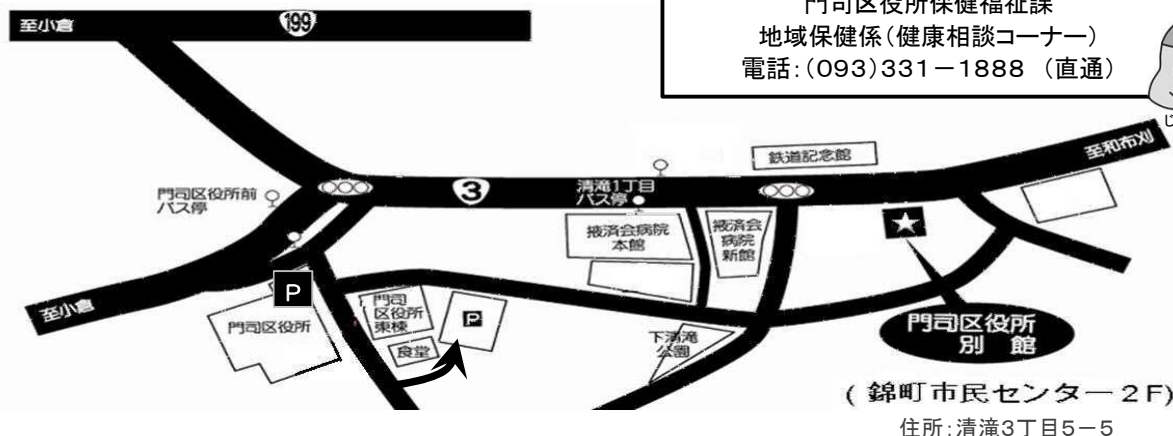 門司区役所保健福祉課
地域保健係(健康相談コーナー)
電話:(093)331-1888 (直通)
じ
至小倉
199
至和布刈
鉄道記念館
門司区役所前
バス停
3
清滝1丁目
バス停
掖済会病院
本館
掖済会
病院
新館
至小倉
P
門司区役所
門司
区役所
東棟
P
食堂
下清滝
公園
門司区役所
別館
(錦町市民センター2F)
住所:清滝3丁目5-5